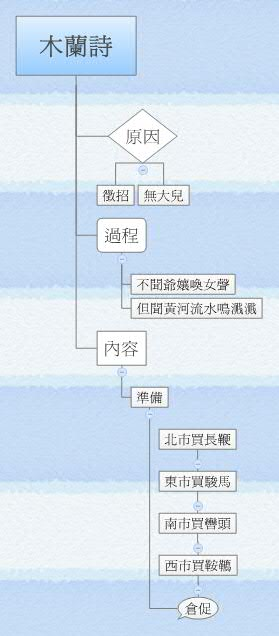 木蘭詩
原因
徵招
無大兒
過程
不聞爺孃喚女聲
但聞黃河流水鳴濺濺
內容
準備
北市買長鞭
東市買駿馬
南市買轡頭
西市買鞍韉
倉促